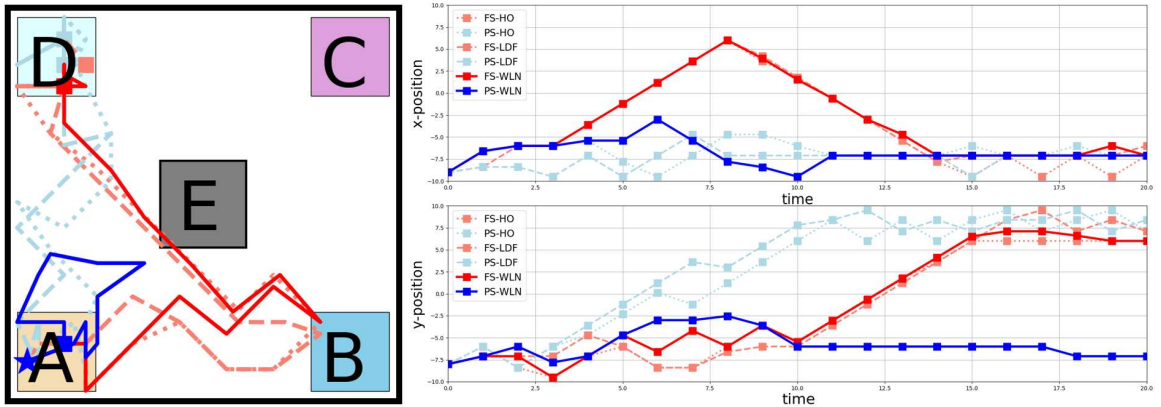 D
C
E
A
B
x-position
10.0
7.5
5.0
2.5
0.0
−2.5
−5.0
−7.5
−10.0
FS-HO
PS-HO
FS-LDF
PS-LDF
FS-WLN
PS-WLN
0.0 2.5 5.0 7.5 10.0 12.5 15.0 17.5 20.0
time
y-position
10.0
7.5
5.0
2.5
0.0
−2.5
−5.0
−7.5
−10.0
FS-HO
PS-HO
FS-LDF
PS-LDF
FS-WLN
PS-WLN
0.0 2.5 5.0 7.5 10.0 12.5 15.0 17.5 20.0
time